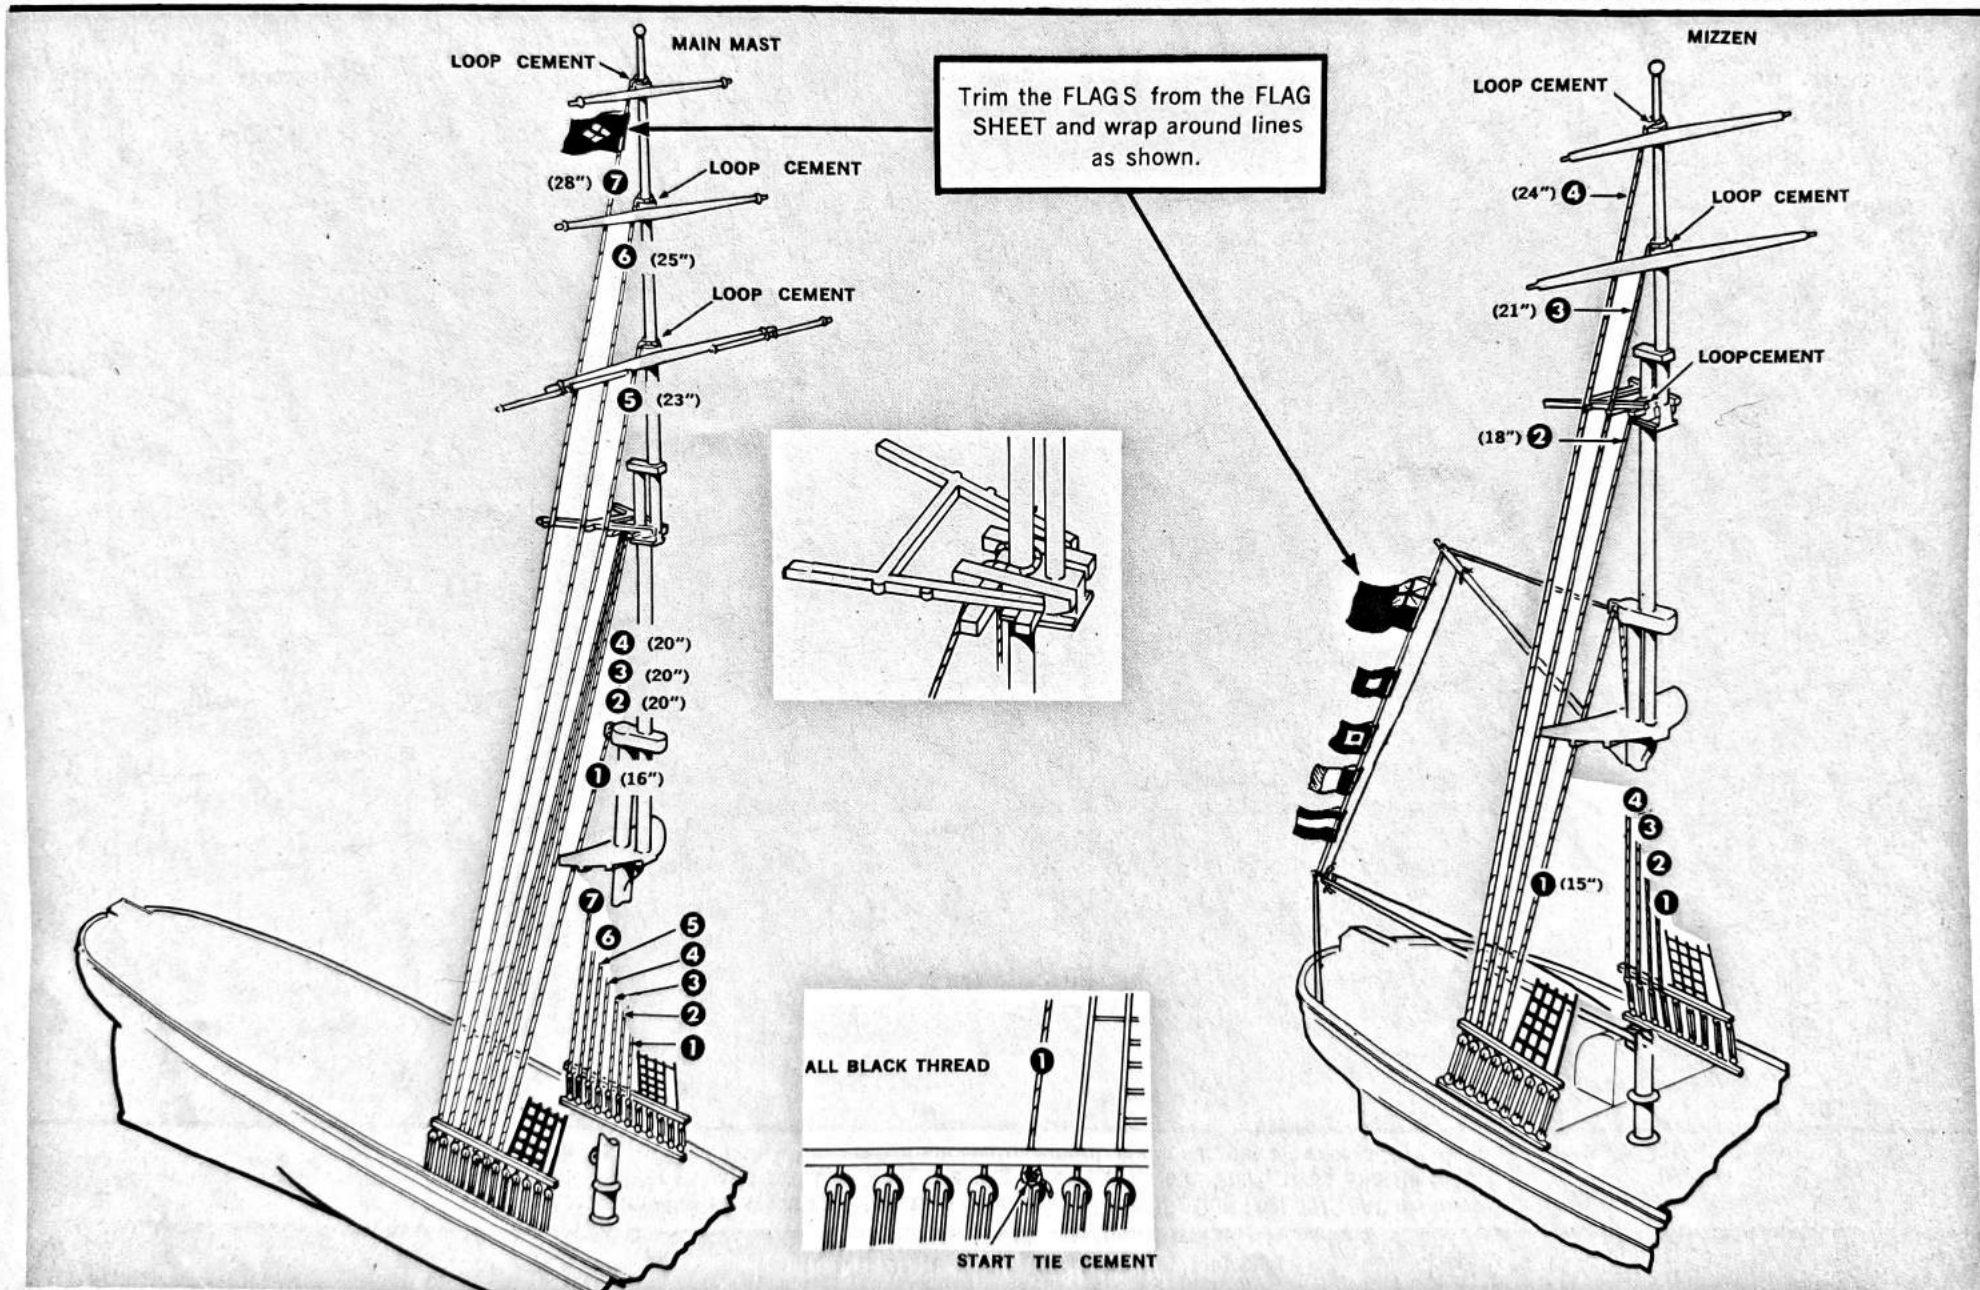 MAIN MAST
LOOP CEMENT
(28") 7
LOOP CEMENT
6 (25")
LOOP CEMENT
5 (23")
4 (20")
3 (20")
2 (20")
1 (16")
7
6
5
4
3
2
1
Trim the FLAGS from the FLAG
SHEET and wrap around lines
as shown.
ALL BLACK THREAD
1
START TIE CEMENT
MIZZEN
LOOP CEMENT
(24") 4
LOOP CEMENT
(21") 3
LOOP CEMENT
(18") 2
1 (15")
4
3
2
1